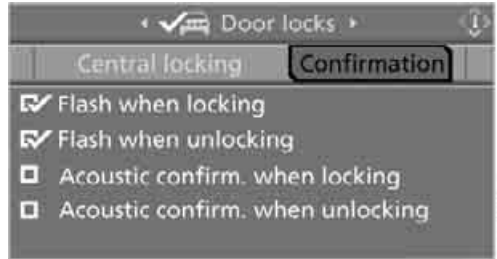 Door locks
Central locking Confirmation
Flash when locking
Flash when unlocking
Acoustic confirm. when locking
Acoustic confirm. when unlocking